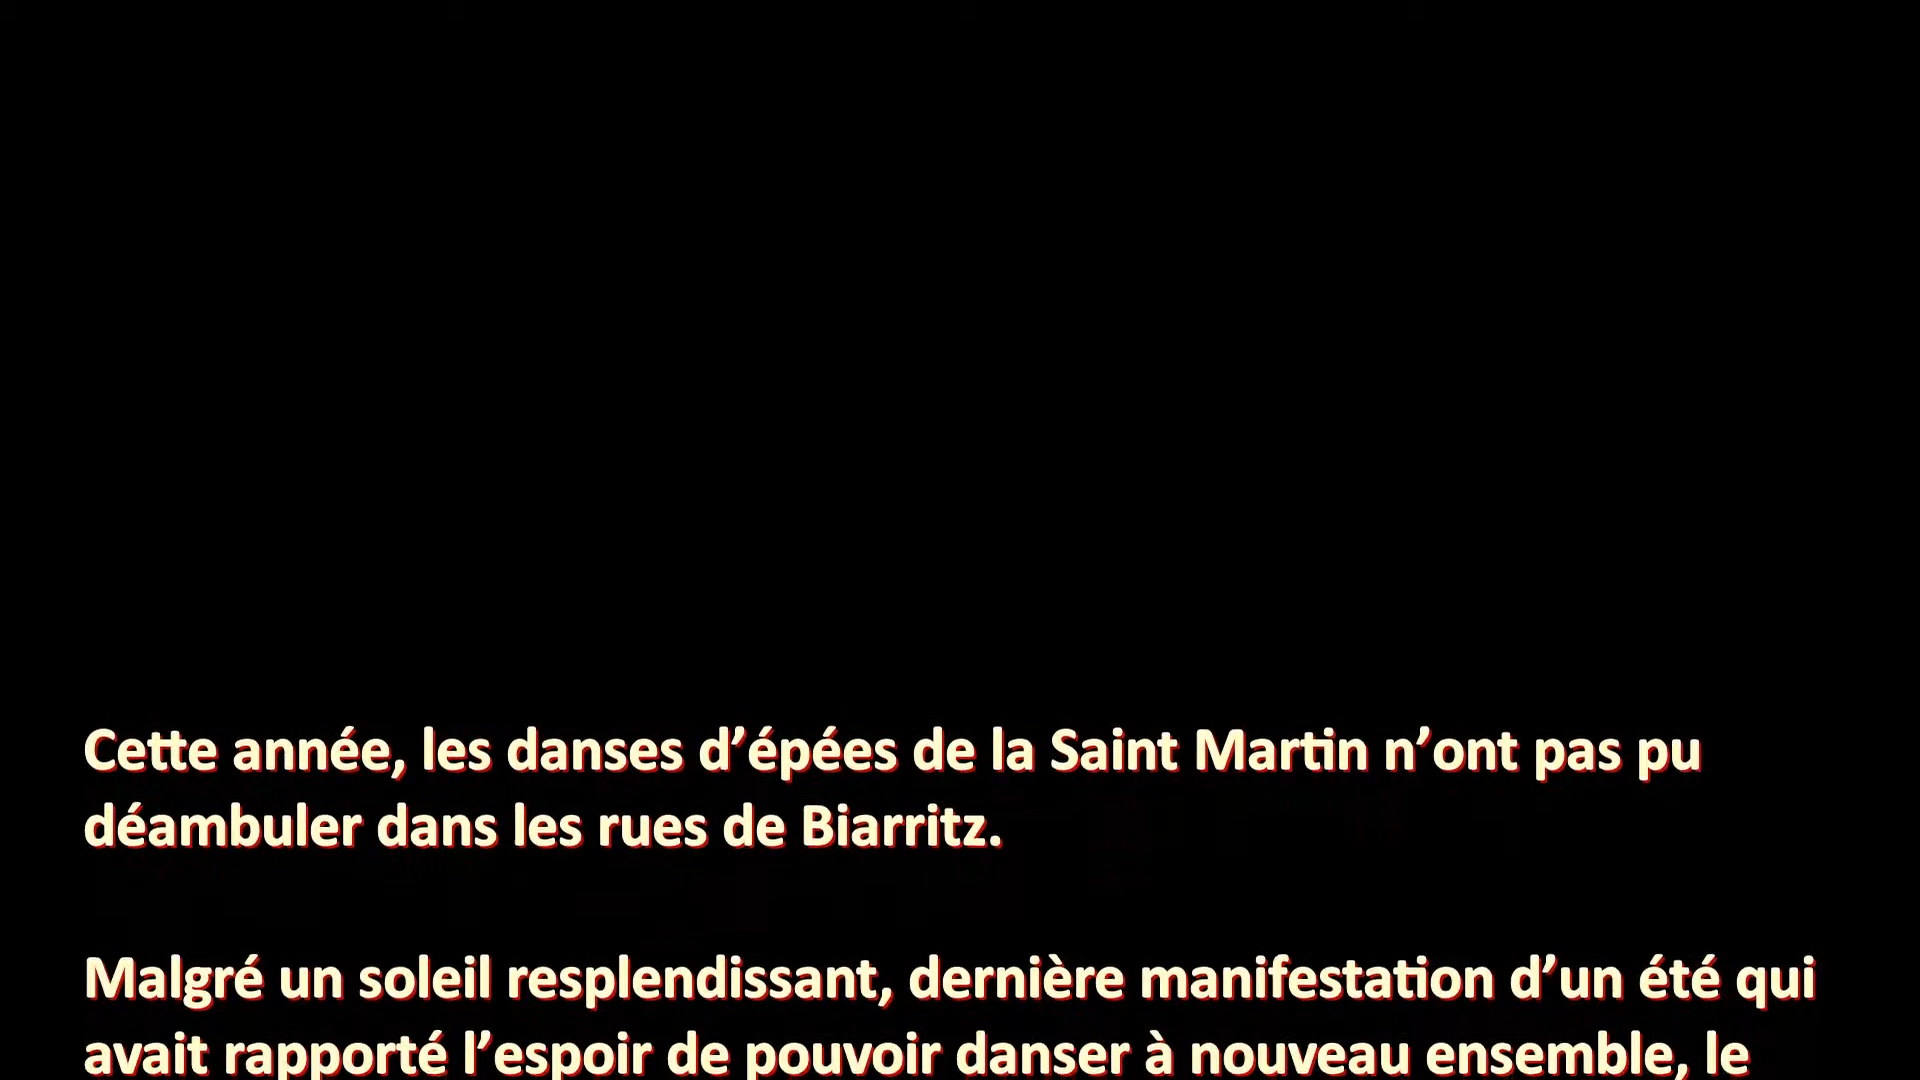 Cette année, les danses d’épées de la Saint Martin n’ont pas pu
déambuler dans les rues de Biarritz.
Malgré un soleil resplendissant, dernière manifestation d’un été qui
avait rapporté l’espoir de pouvoir danser à nouveau ensemble, le